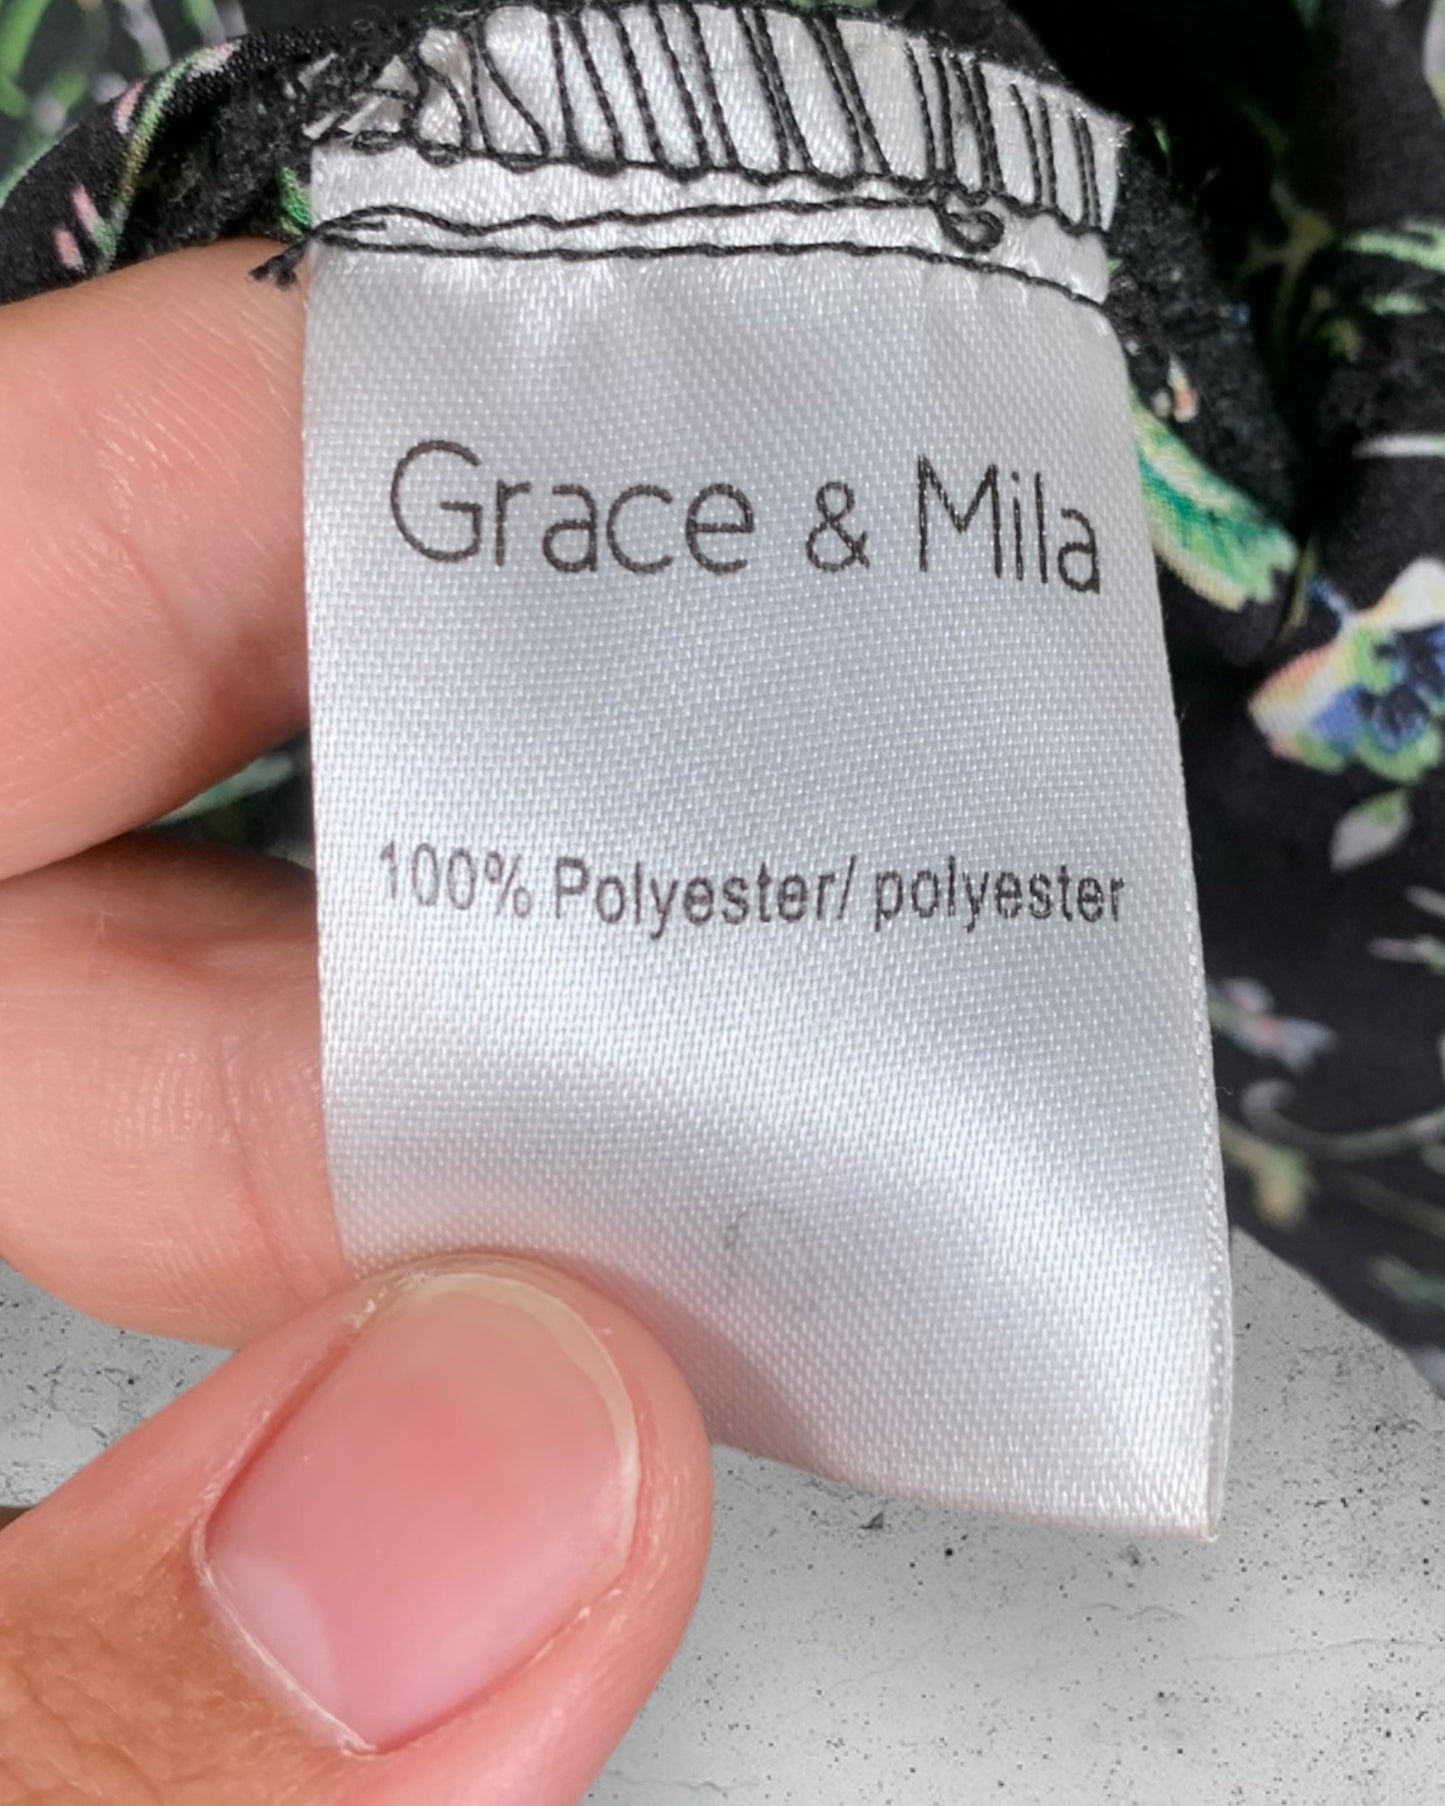 Grace & Mila
100% Polyester/ polyester